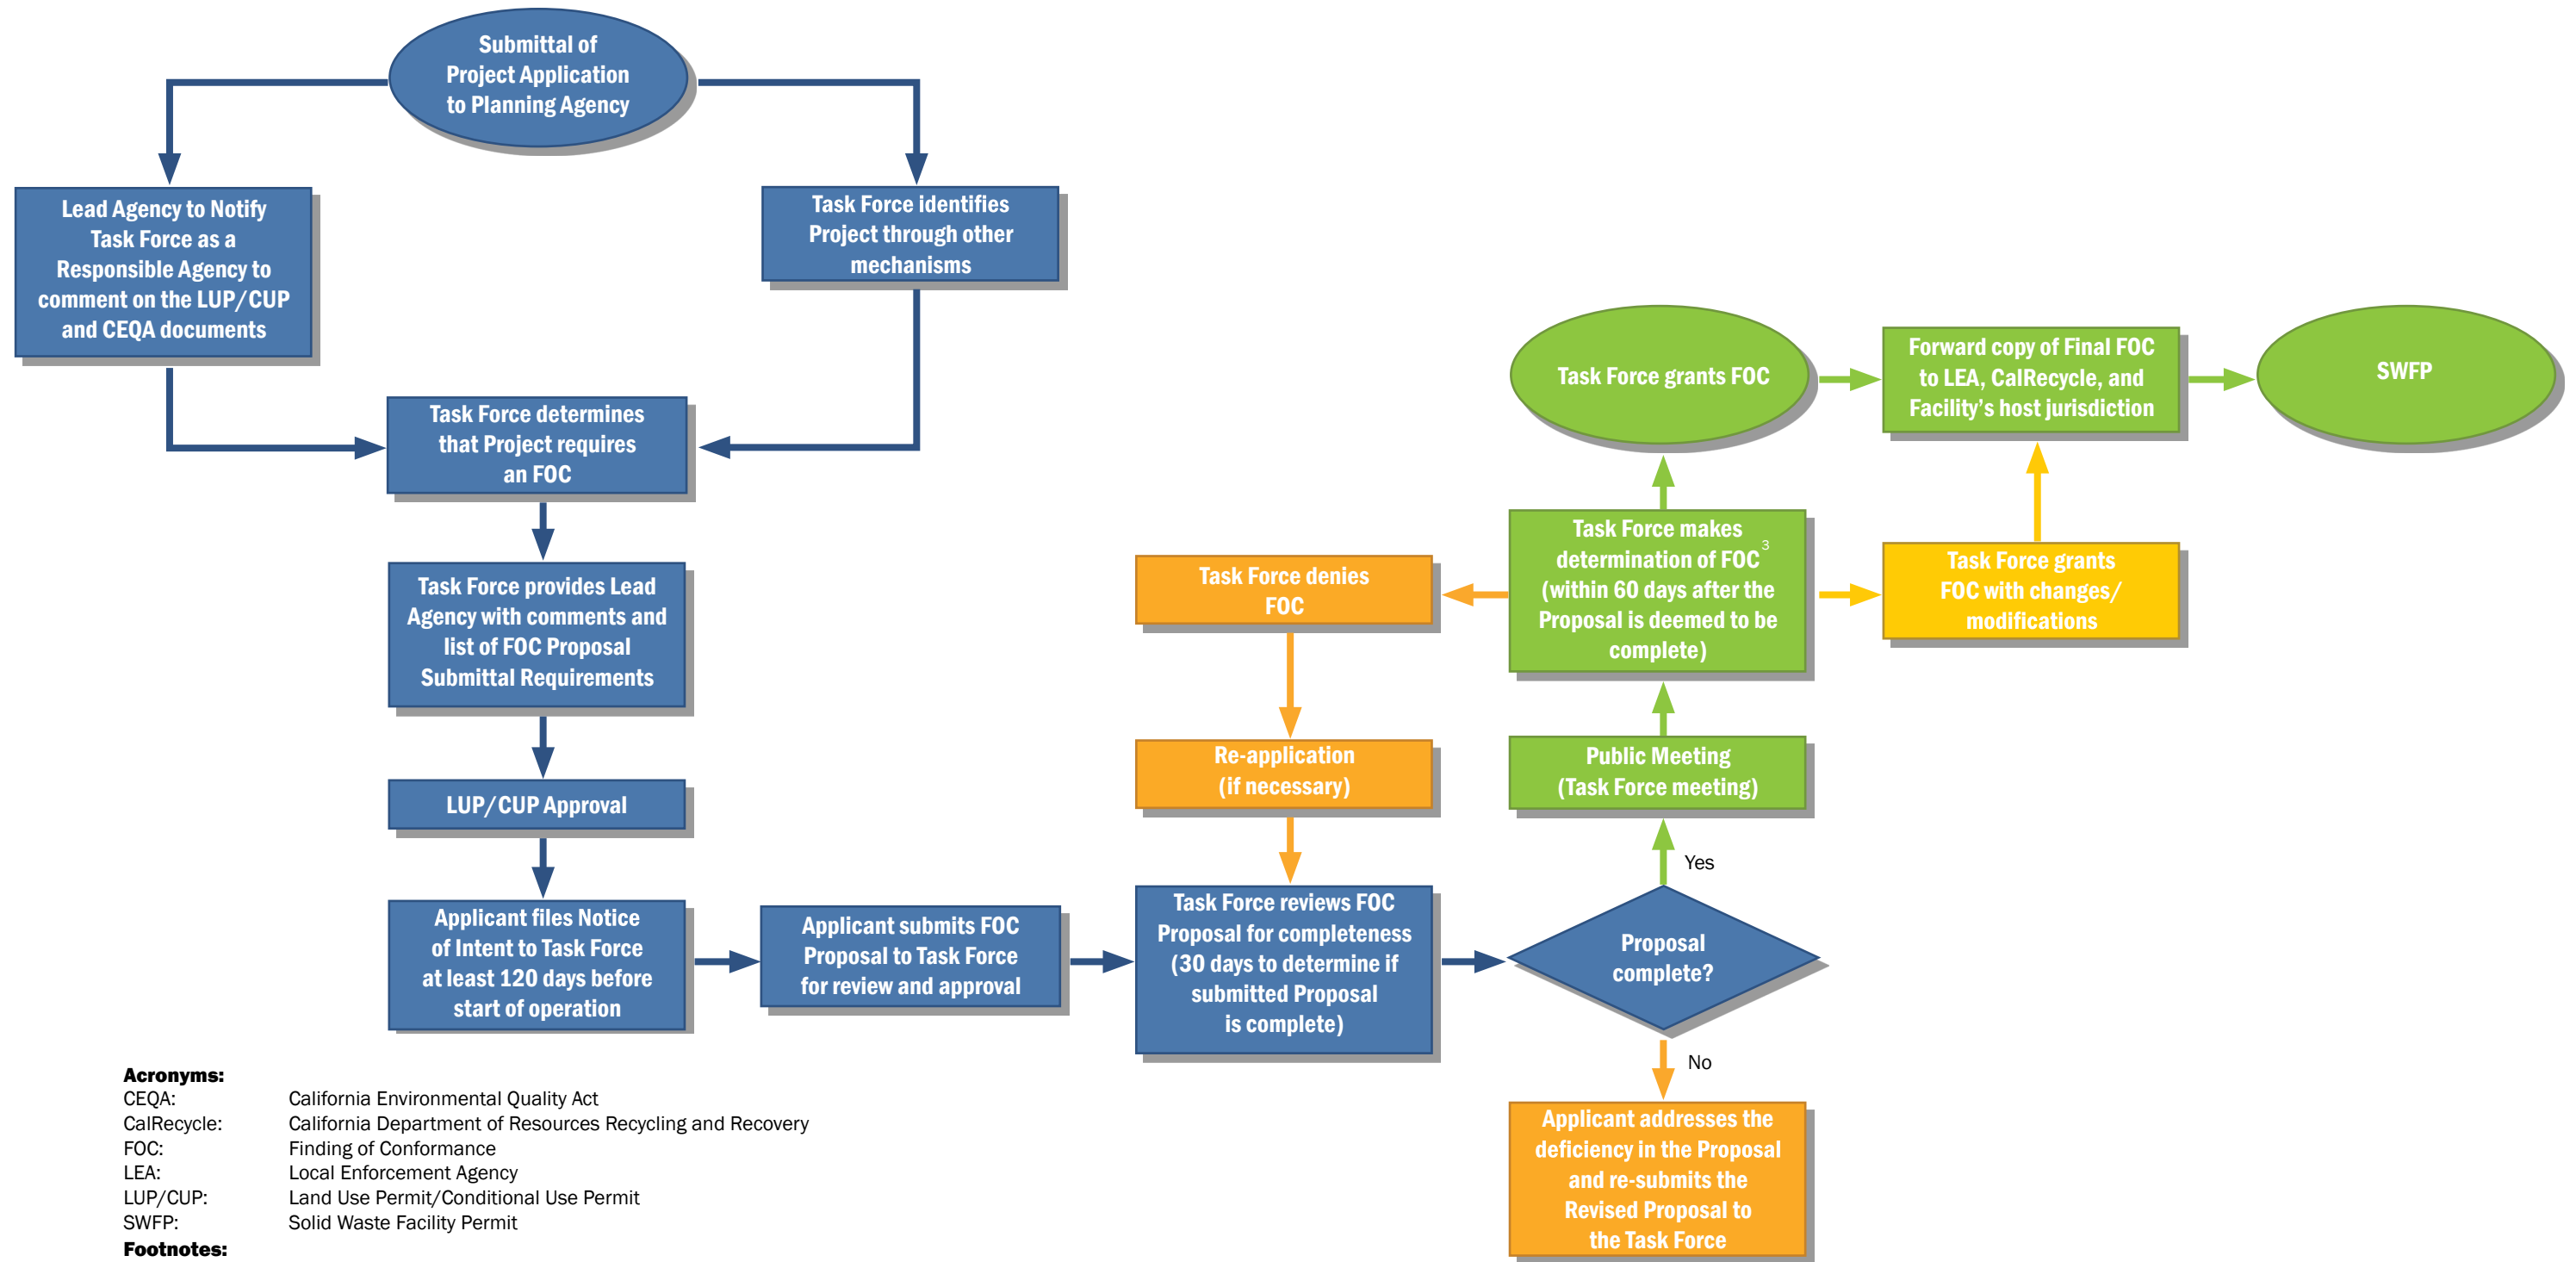 Submittal of
Project Application
to Planning Agency
Lead Agency to Notify
Task Force as a
Responsible Agency to
comment on the LUP/CUP
and CEQA documents
Task Force identifies
Project through other
mechanisms
Task Force determines
that Project requires
an FOC
Task Force provides Lead
Agency with comments and
list of FOC Proposal
Submittal Requirements
LUP/CUP Approval
Applicant files Notice
of Intent to Task Force
at least 120 days before
start of operation
Applicant submits FOC
Proposal to Task Force
for review and approval
Task Force reviews FOC
Proposal for completeness
(30 days to determine if
submitted Proposal
is complete)
Proposal
complete?
Yes
No
Applicant addresses the
deficiency in the Proposal
and re-submits the
Revised Proposal to
the Task Force
Public Meeting
(Task Force meeting)
Task Force makes
determination of FOC 3
(within 60 days after the
Proposal is deemed to be
complete)
Task Force denies
FOC
Re-application
(if necessary)
Task Force grants FOC
Task Force grants
FOC with changes/
modifications
Forward copy of Final FOC
to LEA, CalRecycle, and
Facility’s host jurisdiction
SWFP
Acronyms:
CEQA: California Environmental Quality Act
CalRecycle: California Department of Resources Recycling and Recovery
FOC: Finding of Conformance
LEA: Local Enforcement Agency
LUP/CUP: Land Use Permit/Conditional Use Permit
SWFP: Solid Waste Facility Permit
Footnotes: